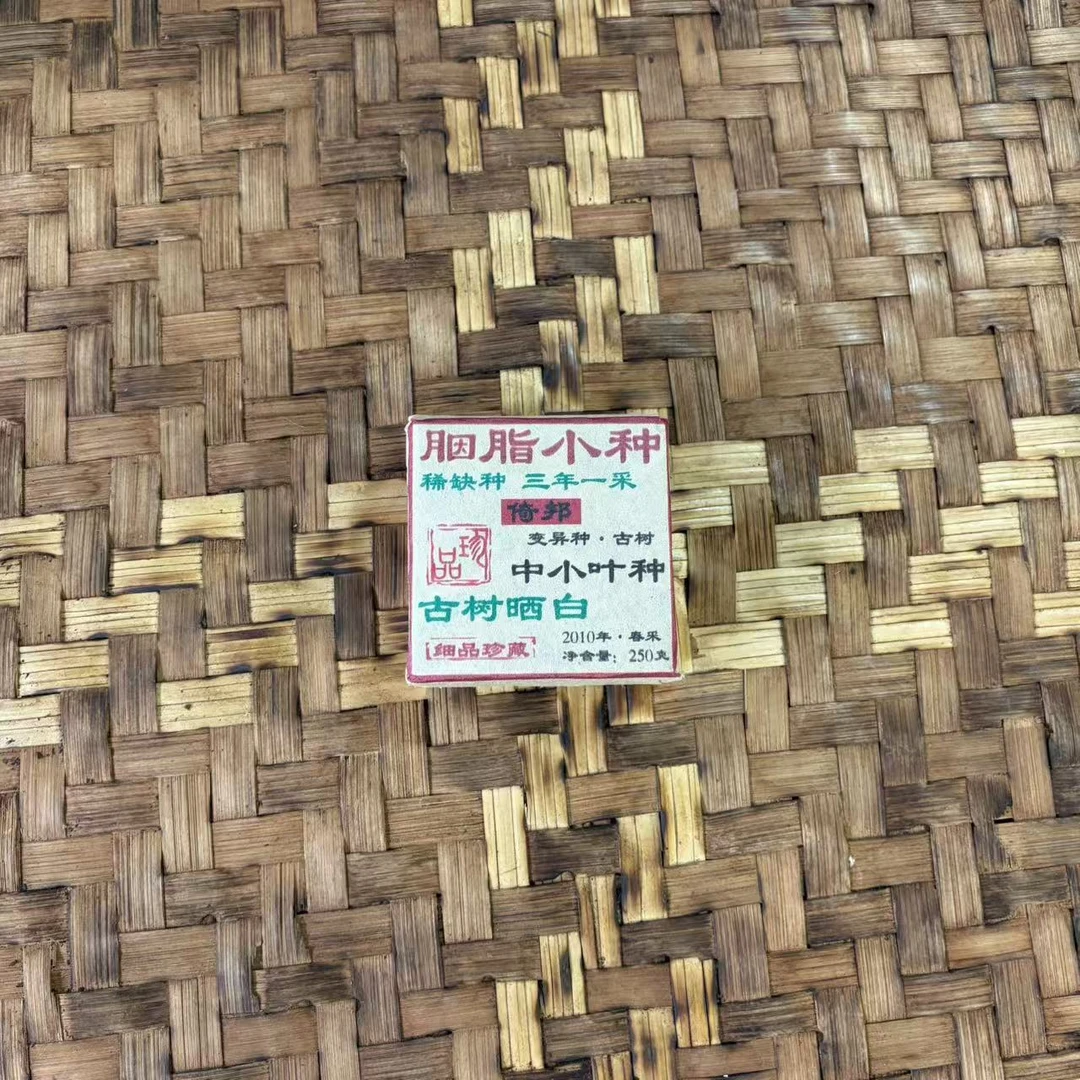 胭脂小种
稀缺种 三年一采
倚邦
变异种·古树
珍品
中小叶种
古树晒白
细品珍藏
2010年·春采
净含量：250克